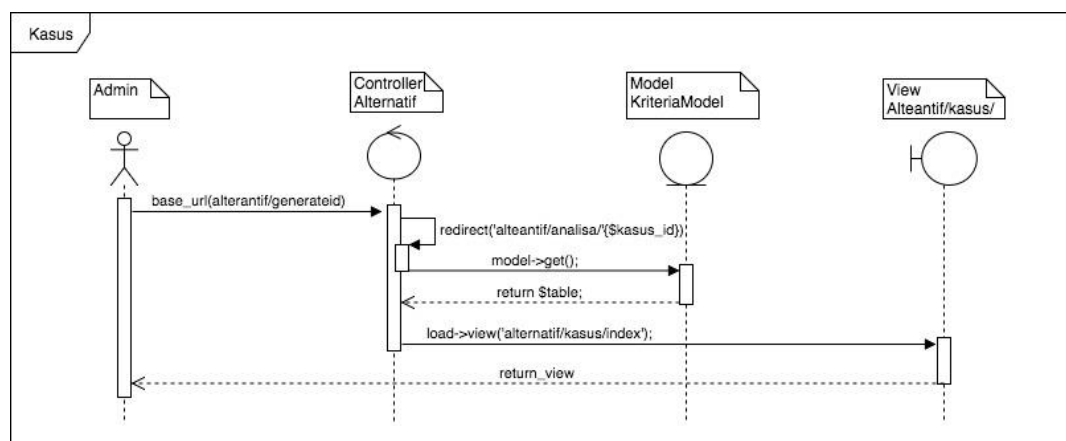 Kasus
Admin
Controller
Alternatif
Model
KriteriaModel
View
Alteantif/kasus/
base_url(alterantif/generateid)
redirect('alteantif/analisa/'{$kasus_id})
model->get();
return $table;
load->view('alternatif/kasus/index');
return_view